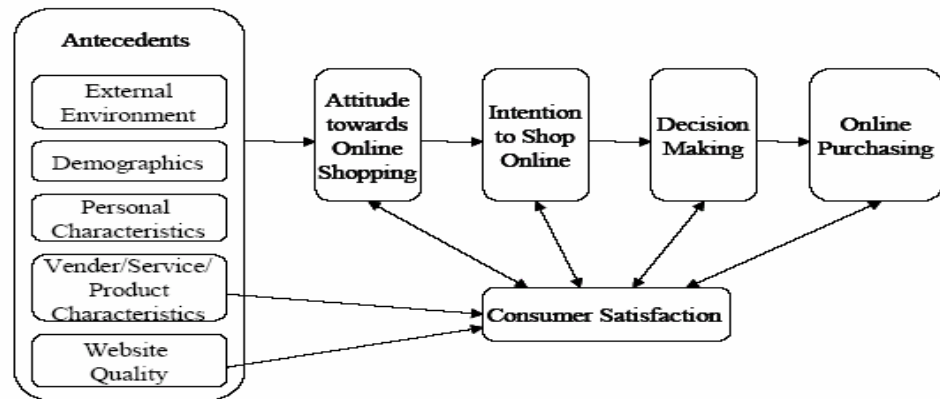 Antecedents
External
Environment
Demographics
Personal
Characteristics
Vender/Service/
Product
Characteristics
Website
Quality
Attitude
towards
Online
Shopping
Intention
to Shop
Online
Decision
Making
Online
Purchasing
Consumer Satisfaction